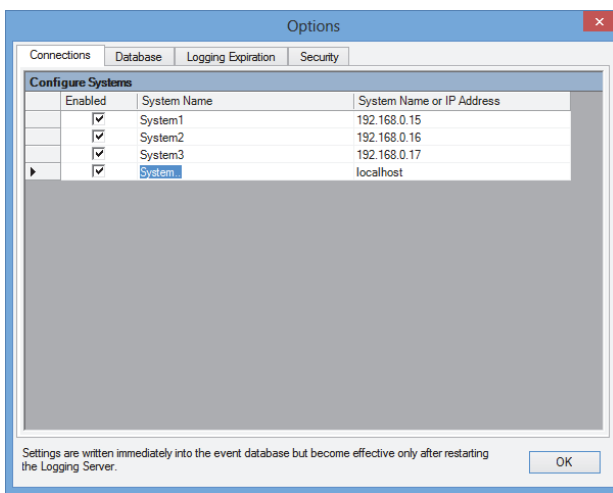 Options
Connections Database Logging Expiration Security
Configure Systems
Enabled System Name System Name or IP Address
System1 192.168.0.15
System2 192.168.0.16
System3 192.168.0.17
System.. localhost
Settings are written immediately into the event database but become effective only after restarting
the Logging Server.
OK